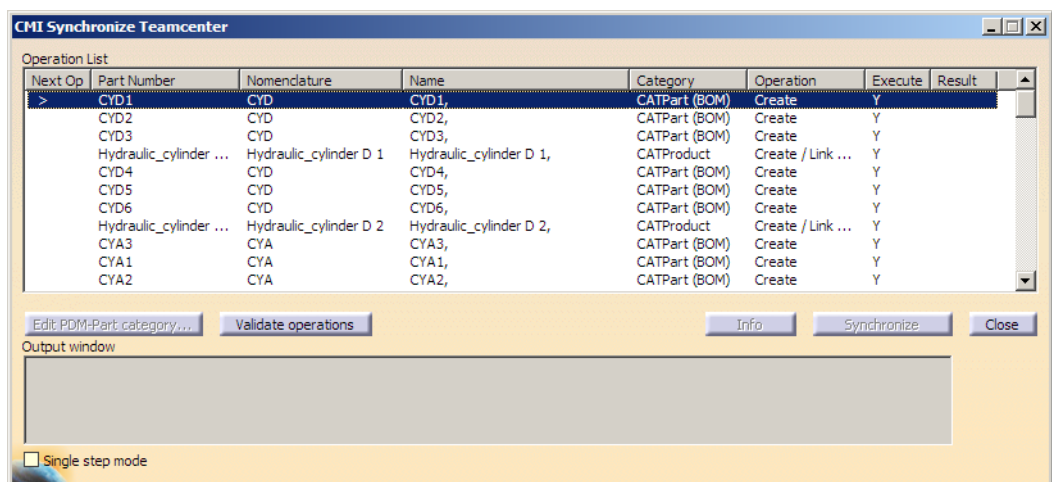 CMI Synchronize Teamcenter
Operation List
Next Op Part Number Nomenclature Name Category Operation Execute Result
> CYD1 CYD CYD1, CATPart (BOM) Create Y
CYD2 CYD CYD2, CATPart (BOM) Create Y
CYD3 CYD CYD3, CATPart (BOM) Create Y
Hydraulic_cylinder ... Hydraulic_cylinder D 1 Hydraulic_cylinder D 1, CATProduct Create / Link ... Y
CYD4 CYD CYD4, CATPart (BOM) Create Y
CYD5 CYD CYD5, CATPart (BOM) Create Y
CYD6 CYD CYD6, CATPart (BOM) Create Y
Hydraulic_cylinder ... Hydraulic_cylinder D 2 Hydraulic_cylinder D 2, CATProduct Create / Link ... Y
CYA3 CYA CYA3, CATPart (BOM) Create Y
CYA1 CYA CYA1, CATPart (BOM) Create Y
CYA2 CYA CYA2, CATPart (BOM) Create Y
Edit PDM-Part category... Validate operations Info Synchronize Close
Output window
Single step mode